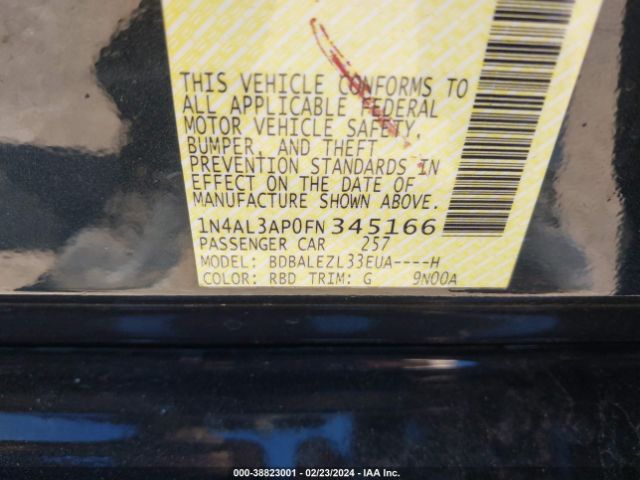 THIS VEHICLE CONFORMS TO
ALL APPLICABLE FEDERAL
MOTOR VEHICLE SAFETY,
BUMPER, AND THEFT
PREVENTION STANDARDS IN
EFFECT ON THE DATE OF
MANUFACTURE SHOWN ABOVE.
1N4AL3AP0FN 345166
PASSENGER CAR 257
MODEL: BDBALEZL33EUA----H
COLOR: RBD TRIM: G 9N00A
000-38823001 - 02/23/2024 - IAA Inc.